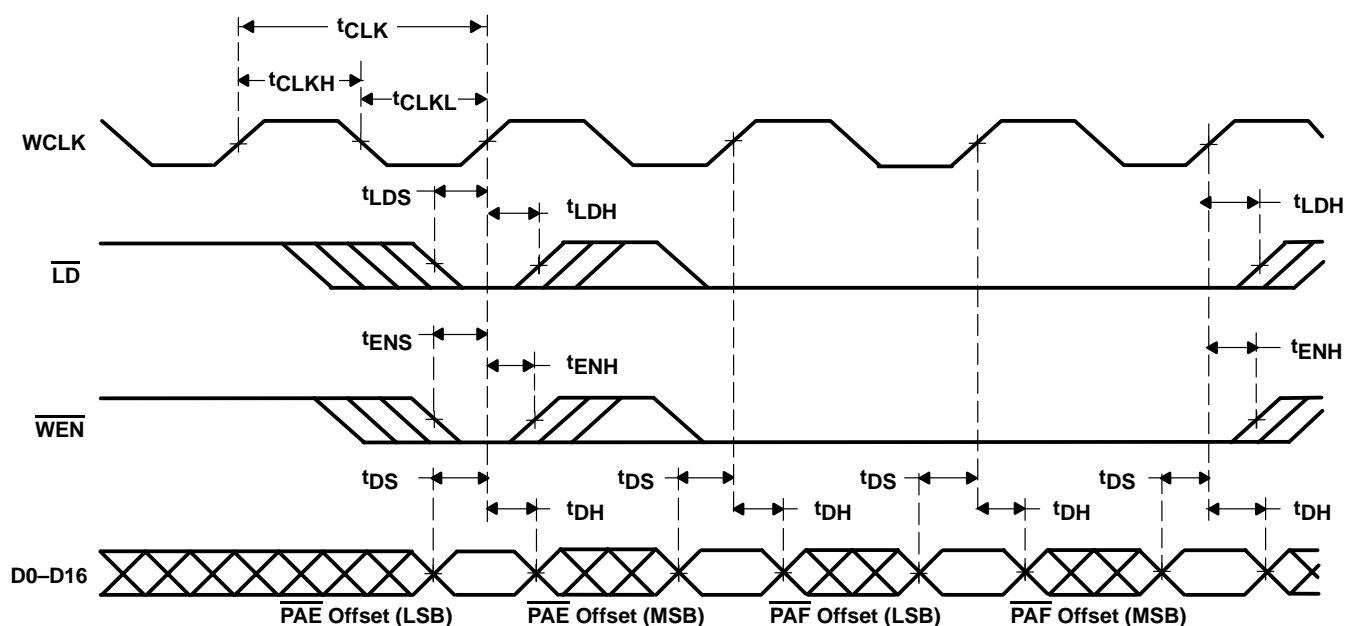 tCLK
tCLKH
tCLKL
WCLK
tLDS
tLDH
tLDH
LD
tENS
tENH
tENH
WEN
tDS
tDS
tDS
tDS
tDH
tDH
tDH
tDH
D0–D16
PAE Offset (LSB)
PAE Offset (MSB)
PAF Offset (LSB)
PAF Offset (MSB)